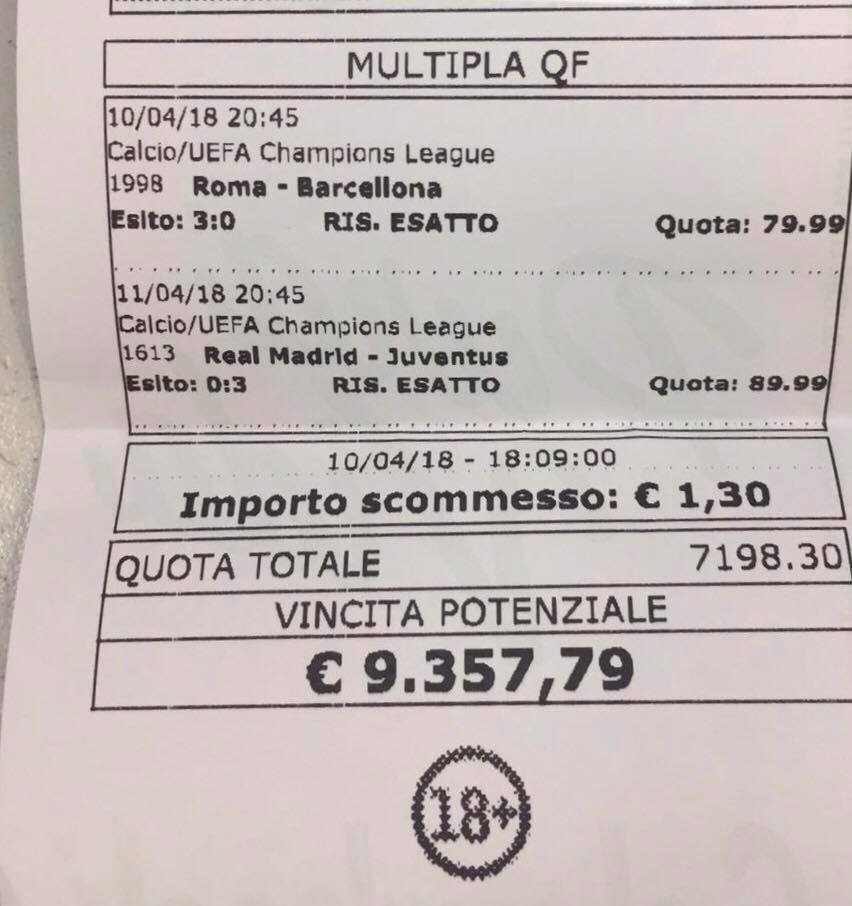 MULTIPLA QF
10/04/18 20:45
Calcio/UEFA Champions League
1998 Roma - Barcellona
Esito: 3:0 RIS. ESATTO Quota: 79.99
11/04/18 20:45
Calcio/UEFA Champions League
1613 Real Madrid - Juventus
Esito: 0:3 RIS. ESATTO Quota: 89.99
10/04/18 - 18:09:00
Importo scommesso: € 1,30
QUOTA TOTALE 7198.30
VINCITA POTENZIALE
€ 9.357,79
18+